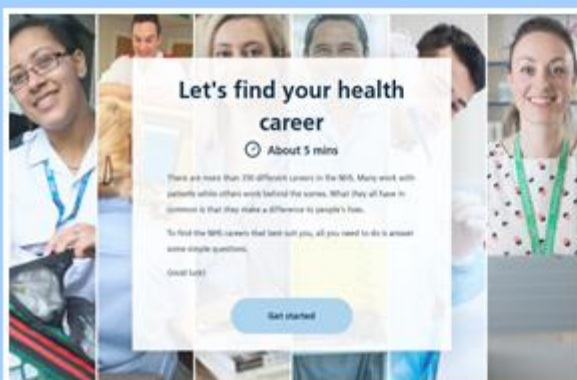 Let's find your health
career
About 5 mins
There are more than 350 different careers in the NHS. Many work with
patients while others work behind the scenes. What they all have in
common is that they make a difference to people's lives.
To find the NHS careers that best suit you, all you need to do is answer
some simple questions.
Good luck!
Get started